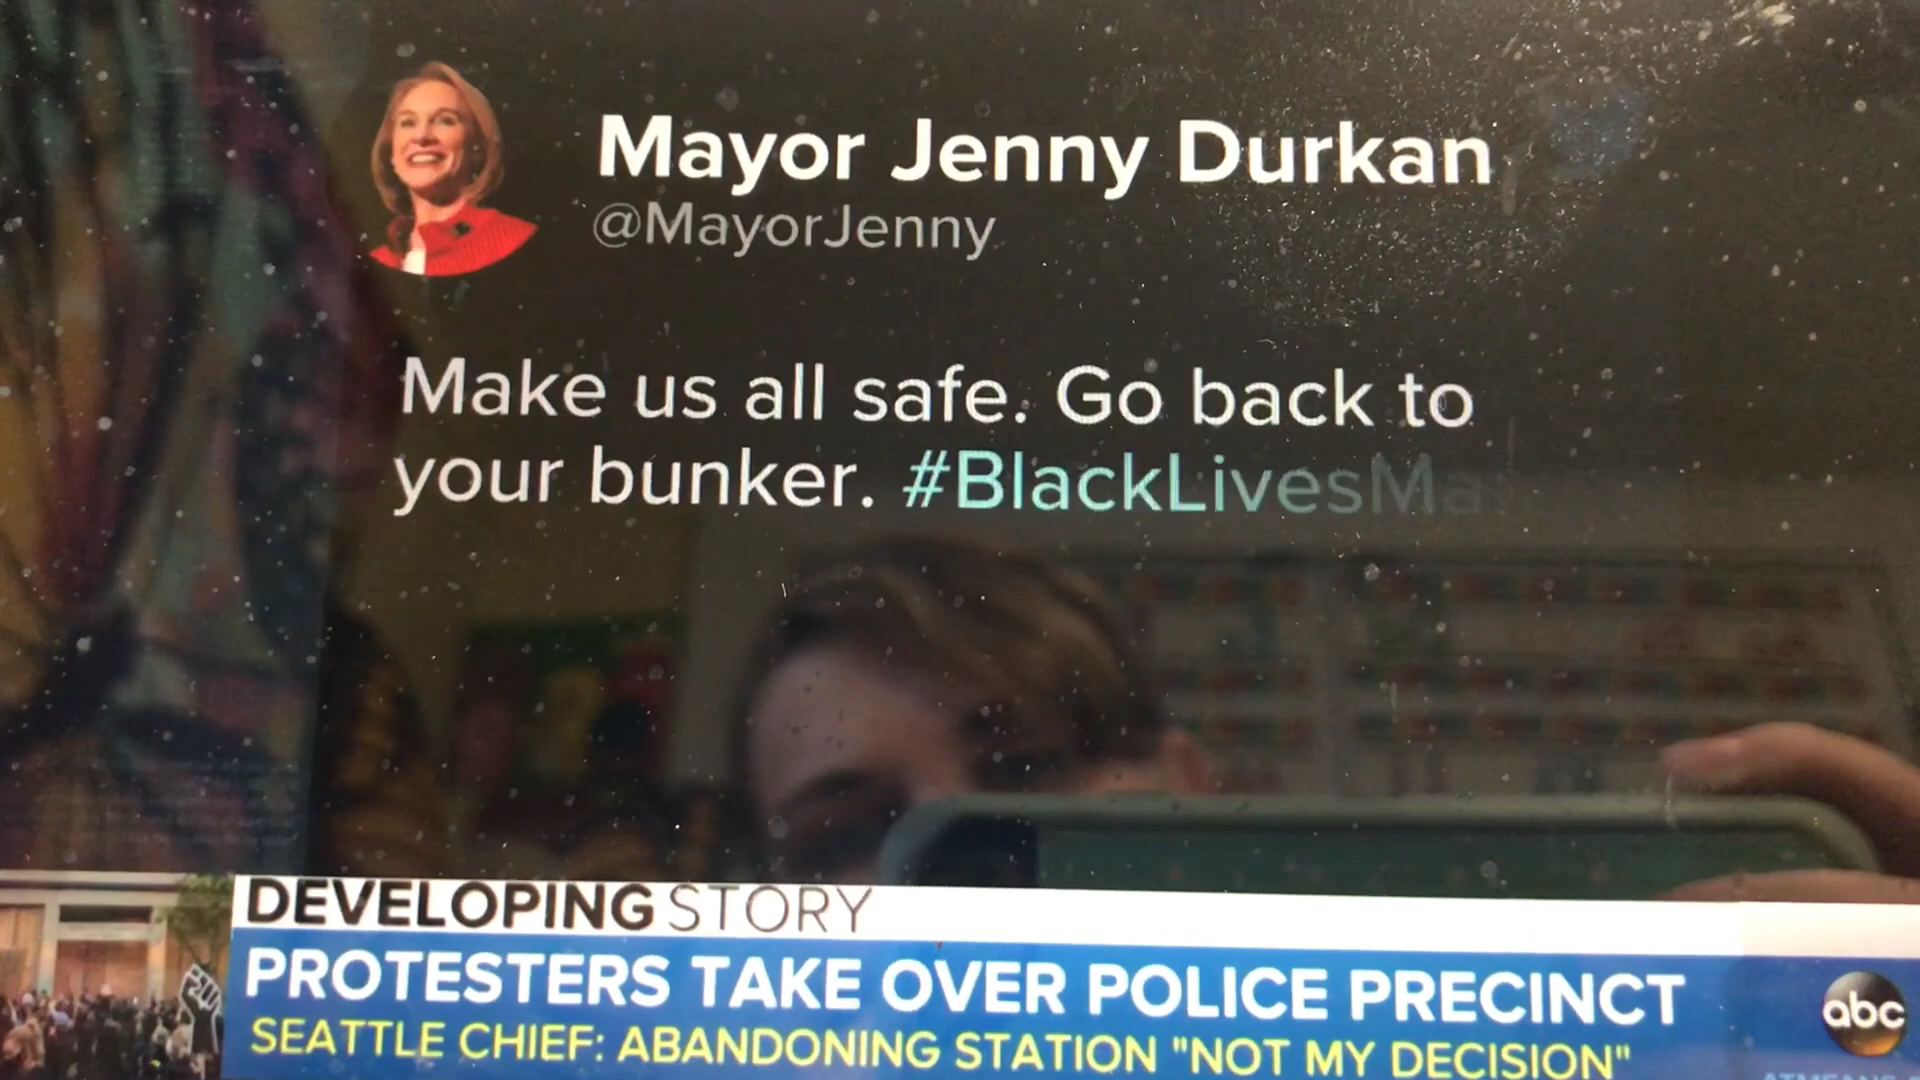 Mayor Jenny Durkan
@MayorJenny
Make us all safe. Go back to
your bunker. #BlackLivesMa
DEVELOPING STORY
PROTESTERS TAKE OVER POLICE PRECINCT
SEATTLE CHIEF: ABANDONING STATION "NOT MY DECISION"
abc